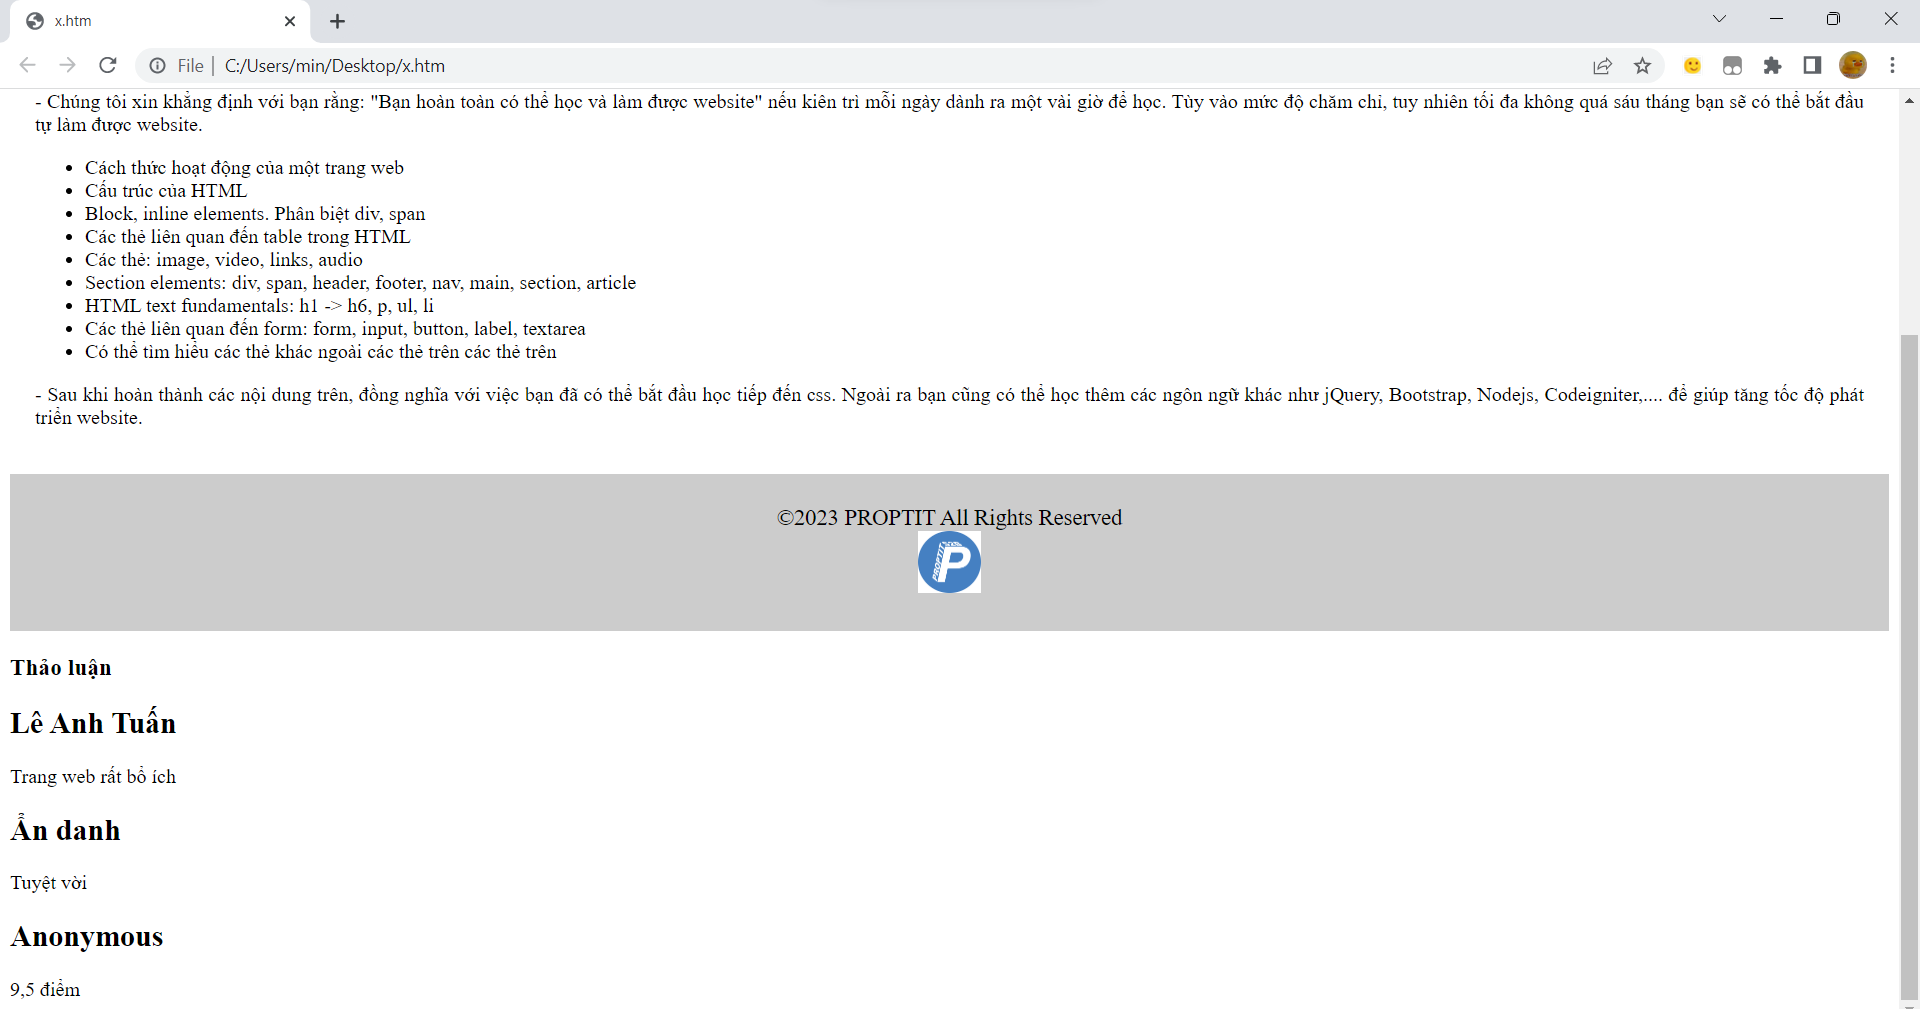 x.htm
File | C:/Users/min/Desktop/x.htm
- Chúng tôi xin khẳng định với bạn rằng: "Bạn hoàn toàn có thể học và làm được website" nếu kiên trì mỗi ngày dành ra một vài giờ để học. Tùy vào mức độ chăm chỉ, tuy nhiên tối đa không quá sáu tháng bạn sẽ có thể bắt đầu
tự làm được website.
• Cách thức hoạt động của một trang web
• Cấu trúc của HTML
• Block, inline elements. Phân biệt div, span
• Các thẻ liên quan đến table trong HTML
• Các thẻ: image, video, links, audio
• Section elements: div, span, header, footer, nav, main, section, article
• HTML text fundamentals: h1 -> h6, p, ul, li
• Các thẻ liên quan đến form: form, input, button, label, textarea
• Có thể tìm hiểu các thẻ khác ngoài các thẻ trên các thẻ trên
- Sau khi hoàn thành các nội dung trên, đồng nghĩa với việc bạn đã có thể bắt đầu học tiếp đến css. Ngoài ra bạn cũng có thể học thêm các ngôn ngữ khác như jQuery, Bootstrap, Nodejs, Codeigniter,.... để giúp tăng tốc độ phát
triển website.
©2023 PROPTIT All Rights Reserved
PROPTIT P
Thảo luận
Lê Anh Tuấn
Trang web rất bổ ích
Ẩn danh
Tuyệt vời
Anonymous
9,5 điểm